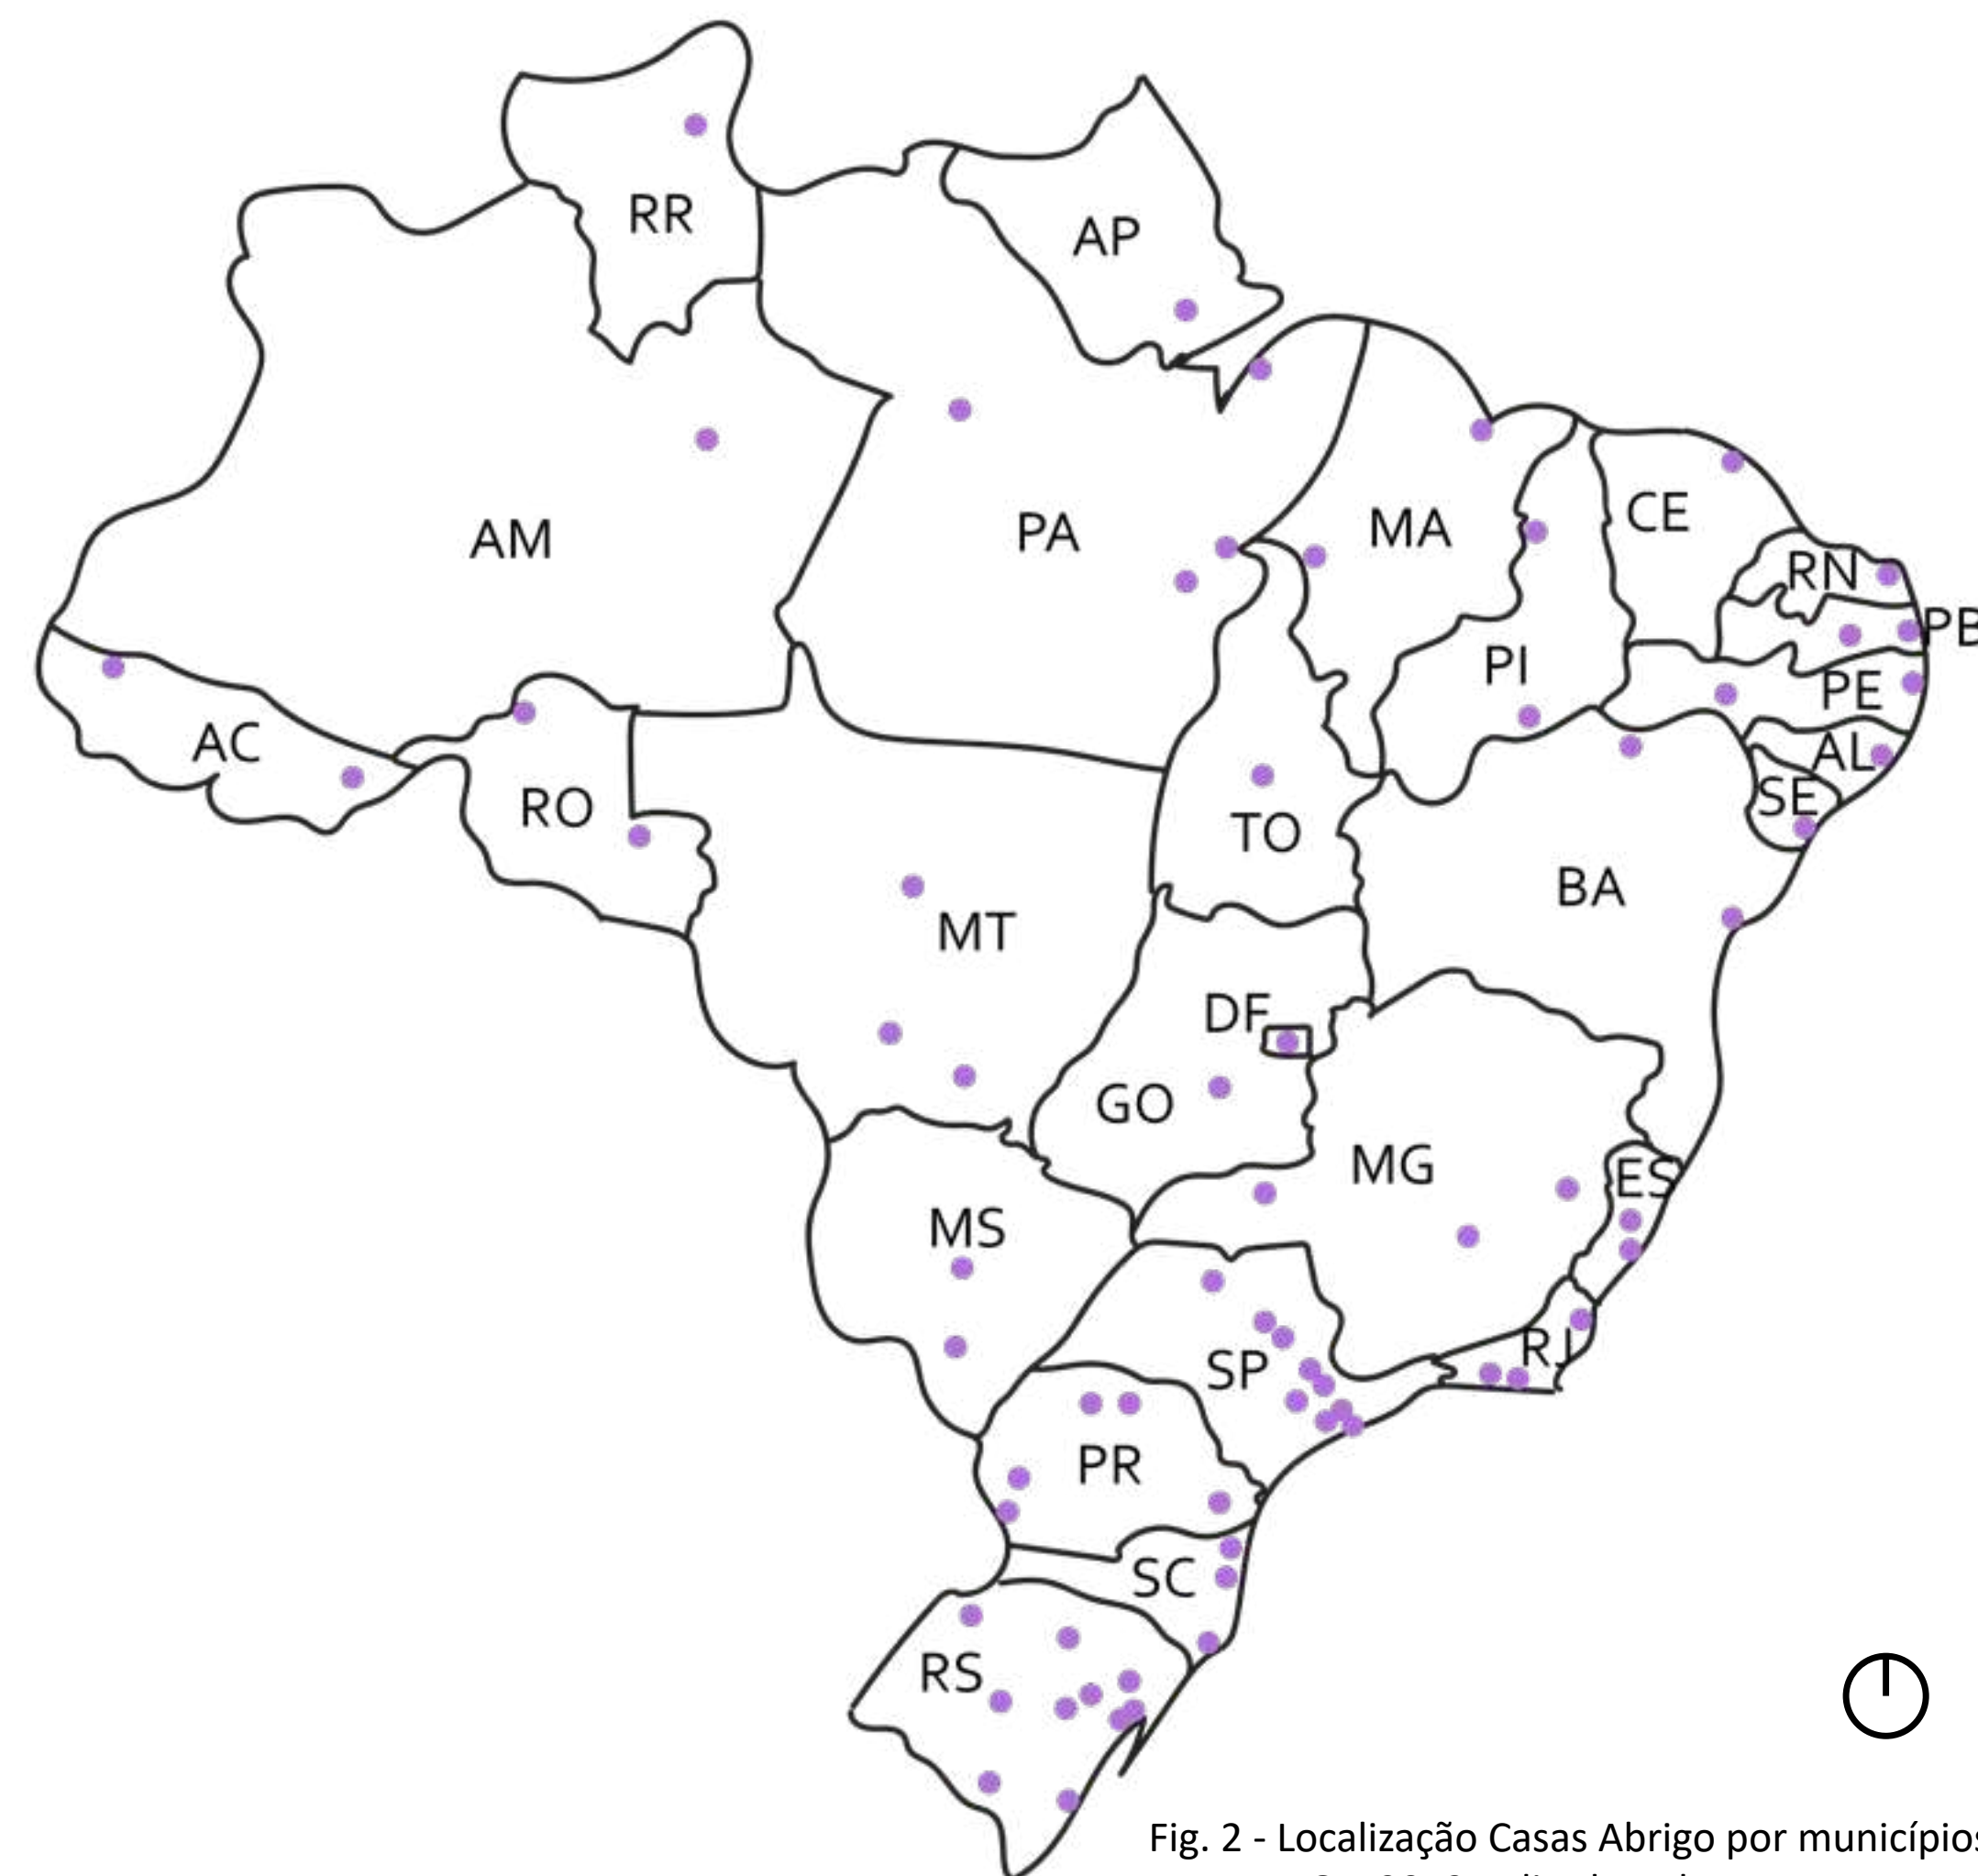 RR
AP
AM
PA
MA
CE
RN
PB
PI
PE
AC
AL
RO
SE
TO
BA
MT
DF
GO
MG
ES
MS
RJ
SP
PR
SC
RS
Fig. 2 - Localização Casas Abrigo por municípios